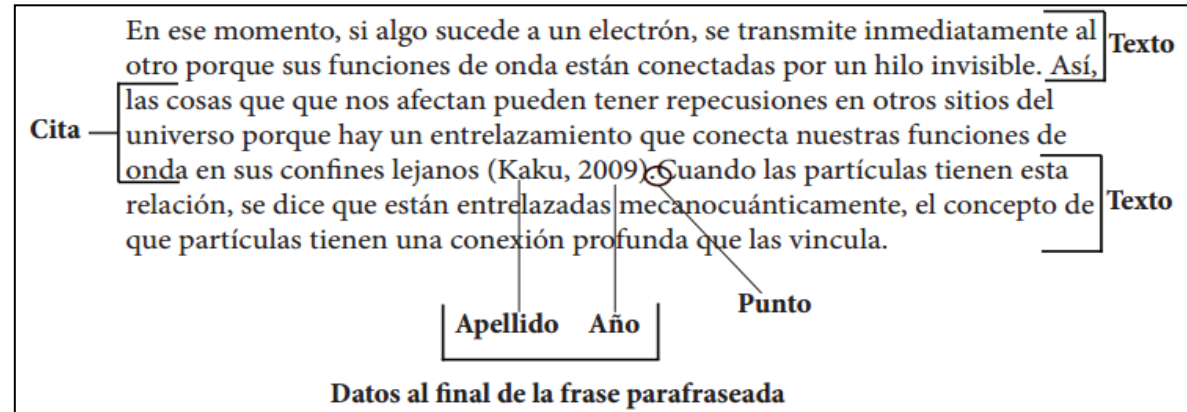 En ese momento, si algo sucede a un electrón, se transmite inmediatamente al
Texto
otro porque sus funciones de onda están conectadas por un hilo invisible. Así,
las cosas que que nos afectan pueden tener repecusiones en otros sitios del
Cita
universo porque hay un entrelazamiento que conecta nuestras funciones de
onda en sus confines lejanos (Kaku, 2009). Cuando las partículas tienen esta
relación, se dice que están entrelazadas mecanocuánticamente, el concepto de
Texto
que partículas tienen una conexión profunda que las vincula.
Punto
Apellido Año
Datos al final de la frase parafraseada